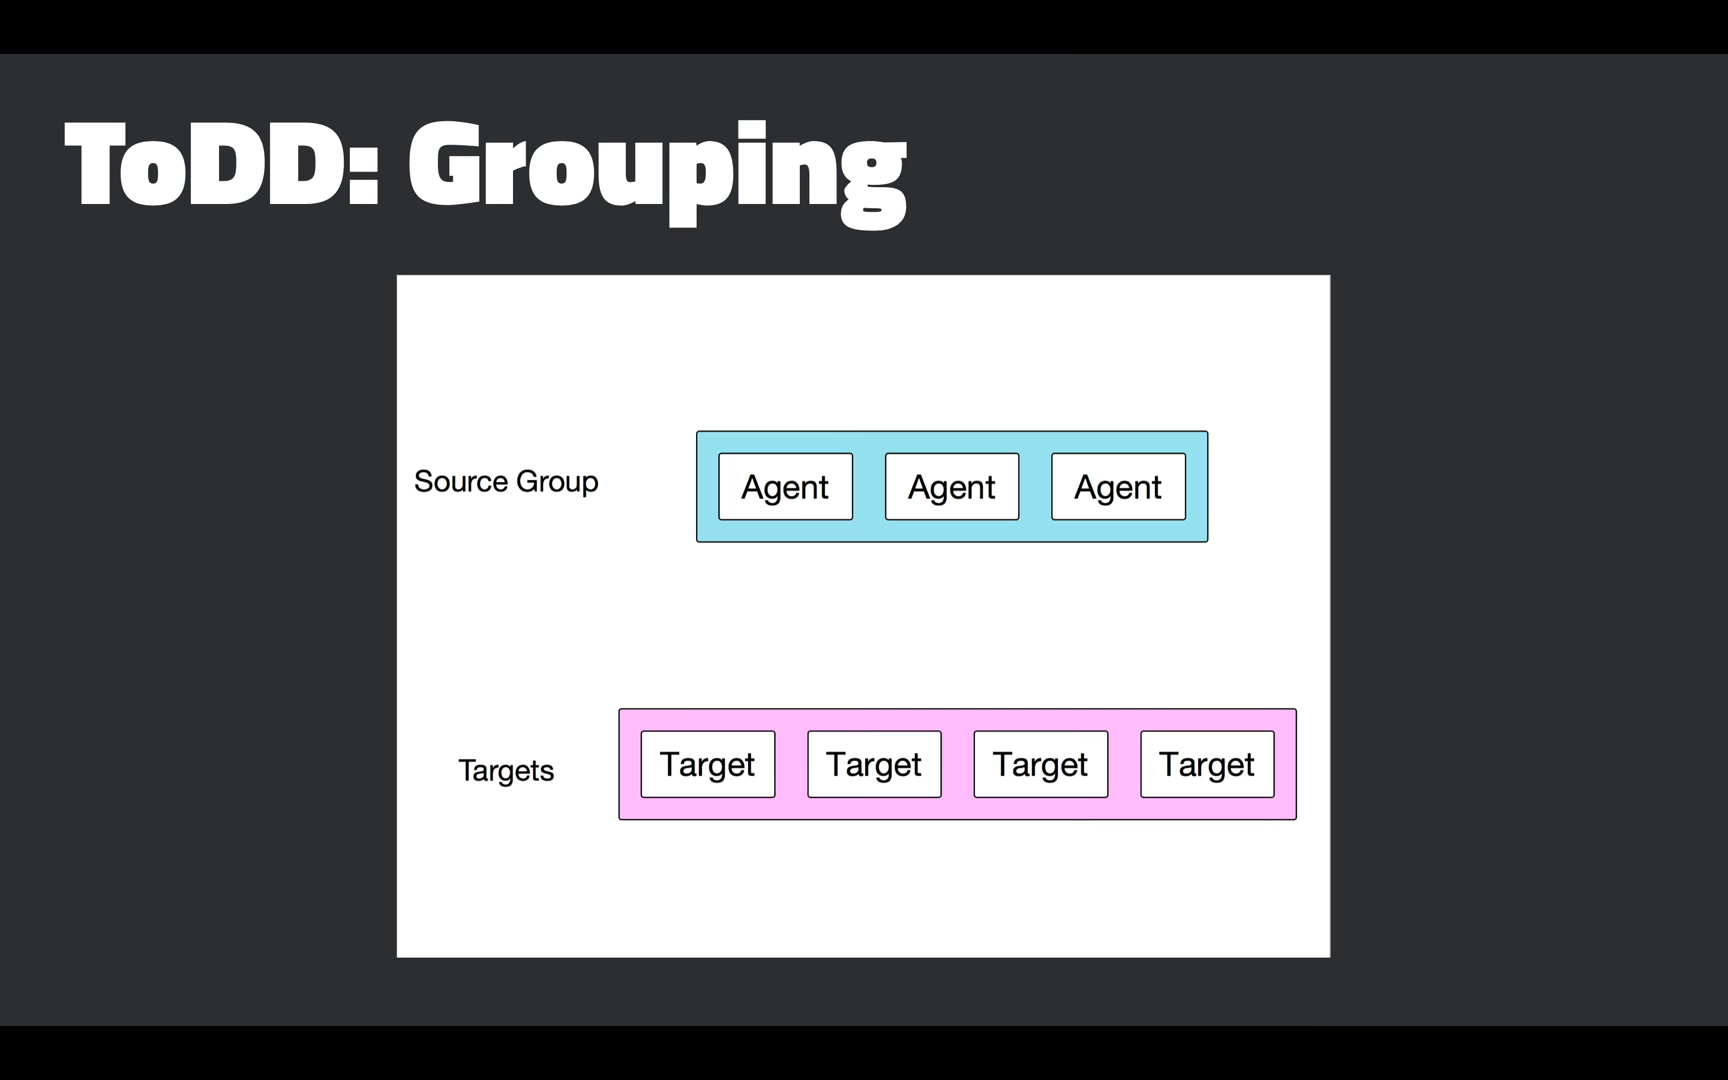 ToDD: Grouping
Source Group
Agent Agent Agent
Targets
Target Target Target Target